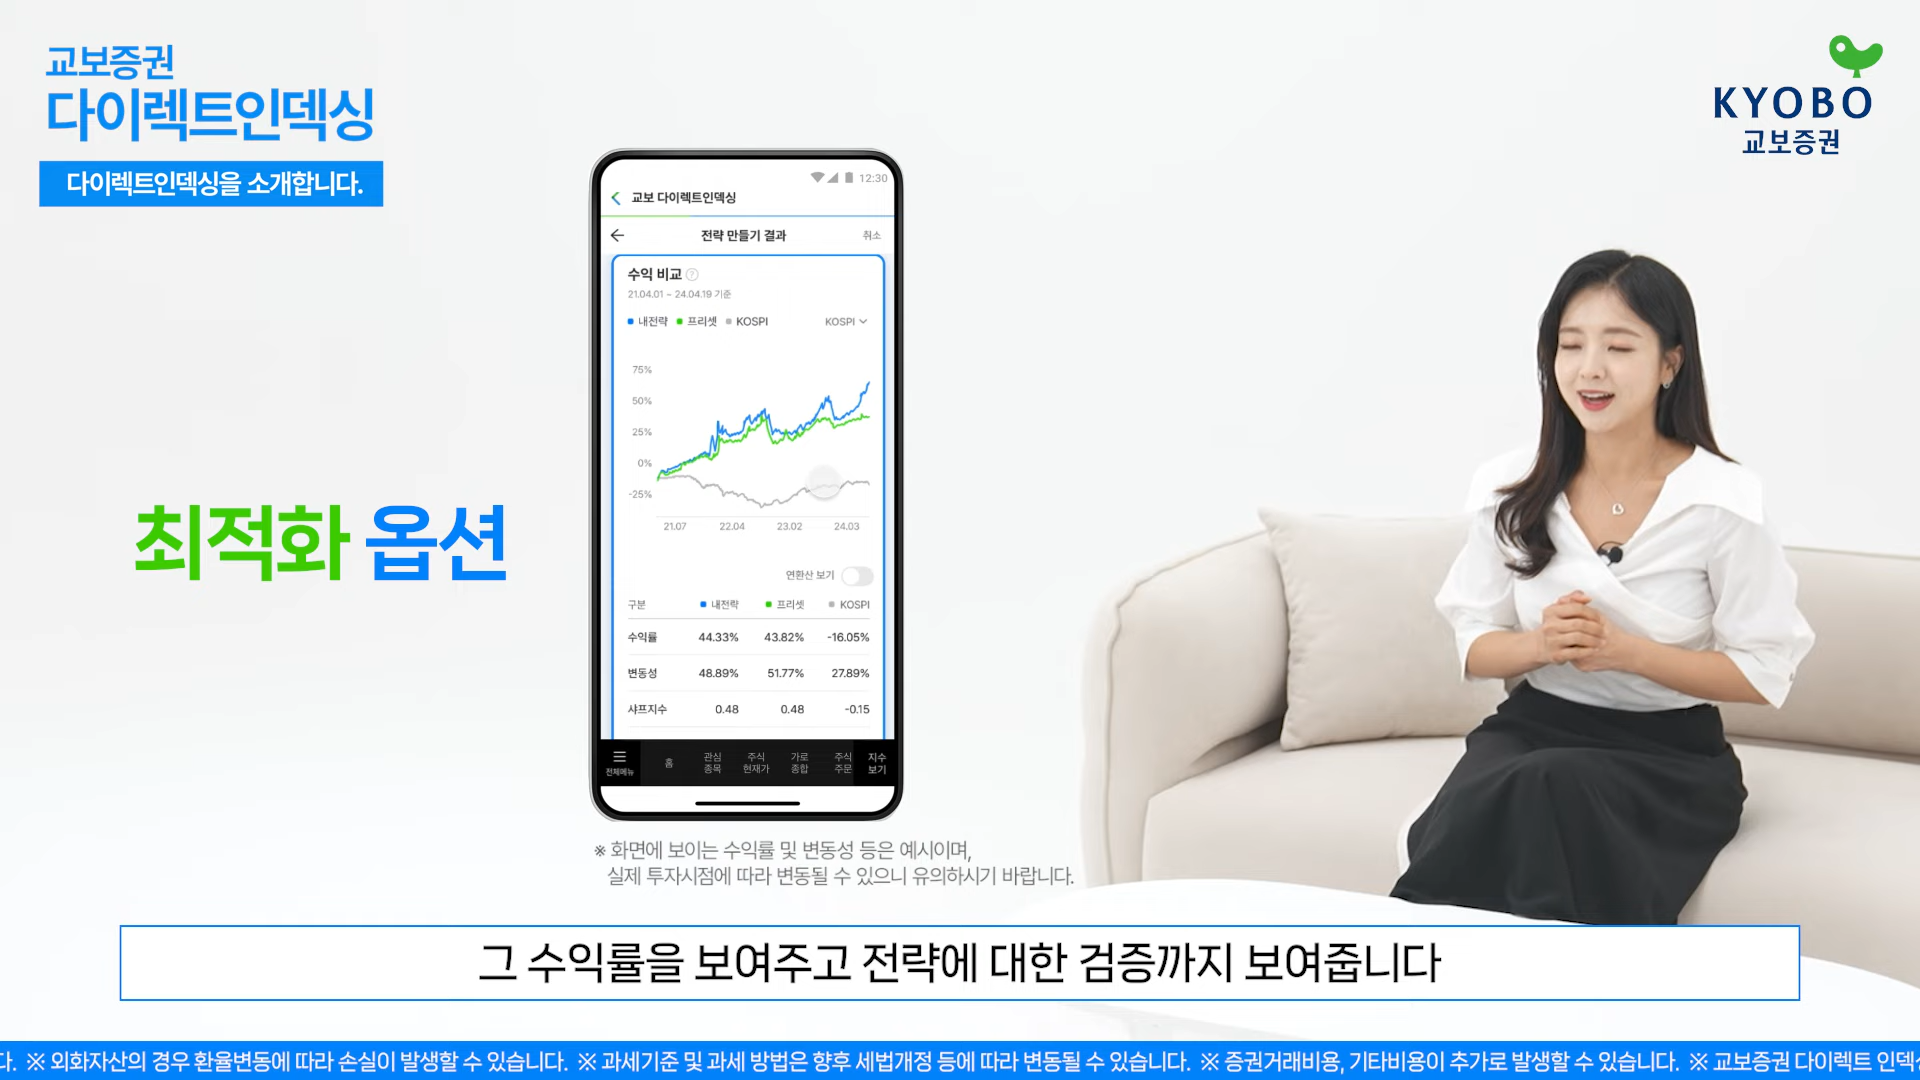 교보증권
다이렉트인덱싱
다이렉트인덱싱을 소개합니다.
KYOBO
교보증권
12:30
교보 다이렉트인덱싱
전략 만들기 결과
취소
수익 비교 ?
21.04.01 ~ 24.04.19 기준
내전략 프리셋 KOSPI
KOSPI
75%
50%
25%
0%
-25%
21.07 22.04 23.02 24.03
연환산 보기
구분 내전략 프리셋 KOSPI
수익률 44.33% 43.82% -16.05%
변동성 48.89% 51.77% 27.89%
샤프지수 0.48 0.48 -0.15
전체메뉴
홈
관심
종목
주식
현재가
가로
종합
주식
주문
지수
보기
최적화 옵션
※ 화면에 보이는 수익률 및 변동성 등은 예시이며,
실제 투자시점에 따라 변동될 수 있으니 유의하시기 바랍니다.
그 수익률을 보여주고 전략에 대한 검증까지 보여줍니다
다. ※ 외화자산의 경우 환율변동에 따라 손실이 발생할 수 있습니다. ※ 과세기준 및 과세 방법은 향후 세법개정 등에 따라 변동될 수 있습니다. ※ 증권거래비용, 기타비용이 추가로 발생할 수 있습니다. ※ 교보증권 다이렉트 인덱